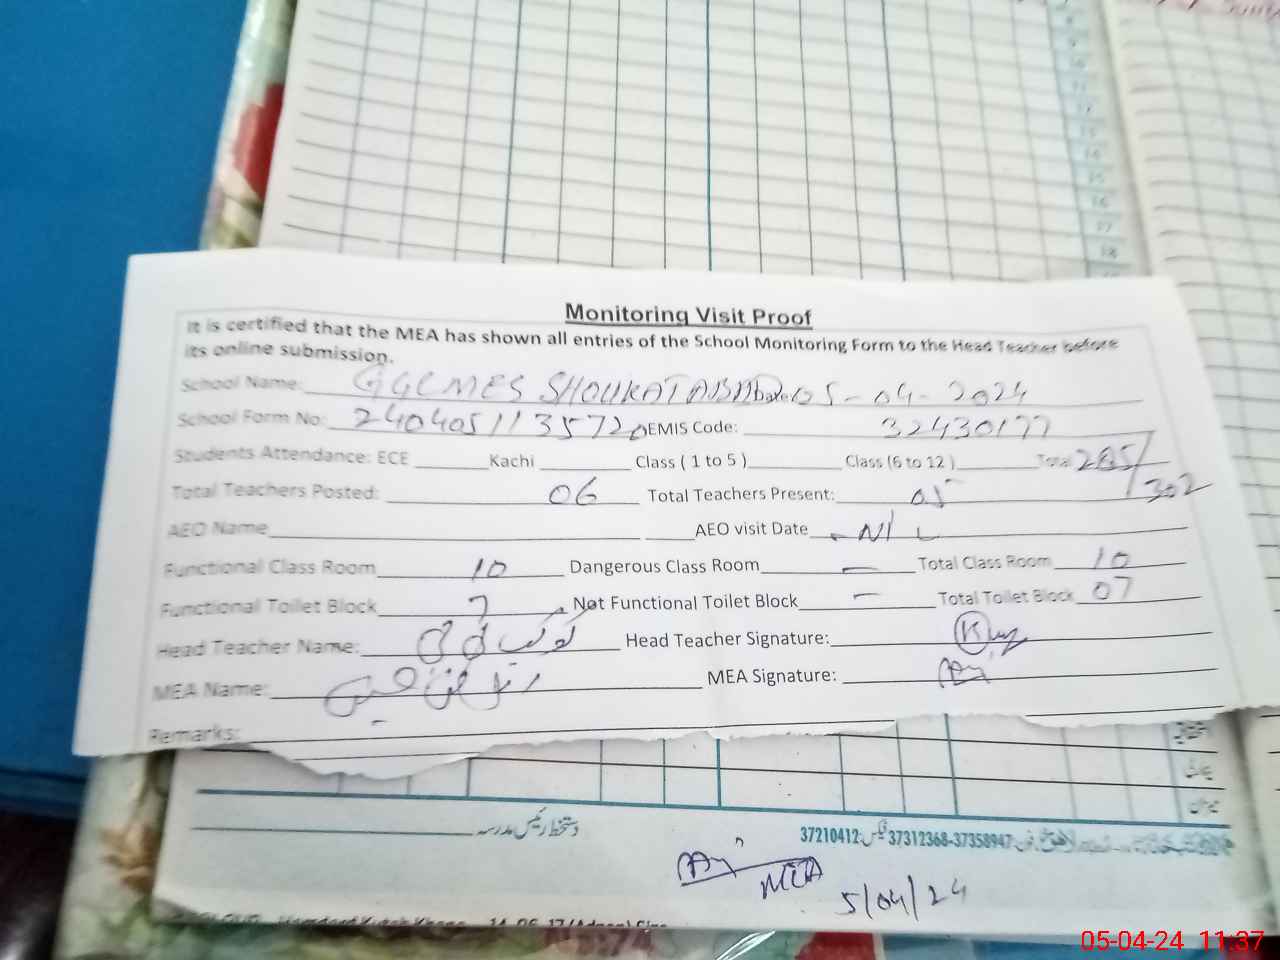 Monitoring Visit Proof
It is certified that the MEA has shown all entries of the School Monitoring Form to the Head Teacher before
its online submission.
School Name: GGCMES SHOUKATABAD Date 05-04-2024
School Form No: 2404051135720 EMIS Code: 32430177
Students Attendance: ECE Kachi Class ( 1 to 5 ) Class (6 to 12 ) Total 285/302
Total Teachers Posted: 06 Total Teachers Present: 05
AEO Name AEO visit Date - Nil
Functional Class Room 10 Dangerous Class Room - Total Class Room 10
Functional Toilet Block 7 Not Functional Toilet Block - Total Toilet Block 07
Head Teacher Name: Head Teacher Signature:
MEA Name: MEA Signature:
Remarks:
دستخط رئیس مدرسہ
37210412 37312368-37358947
MEA
5/04/24
05-04-24 11:37